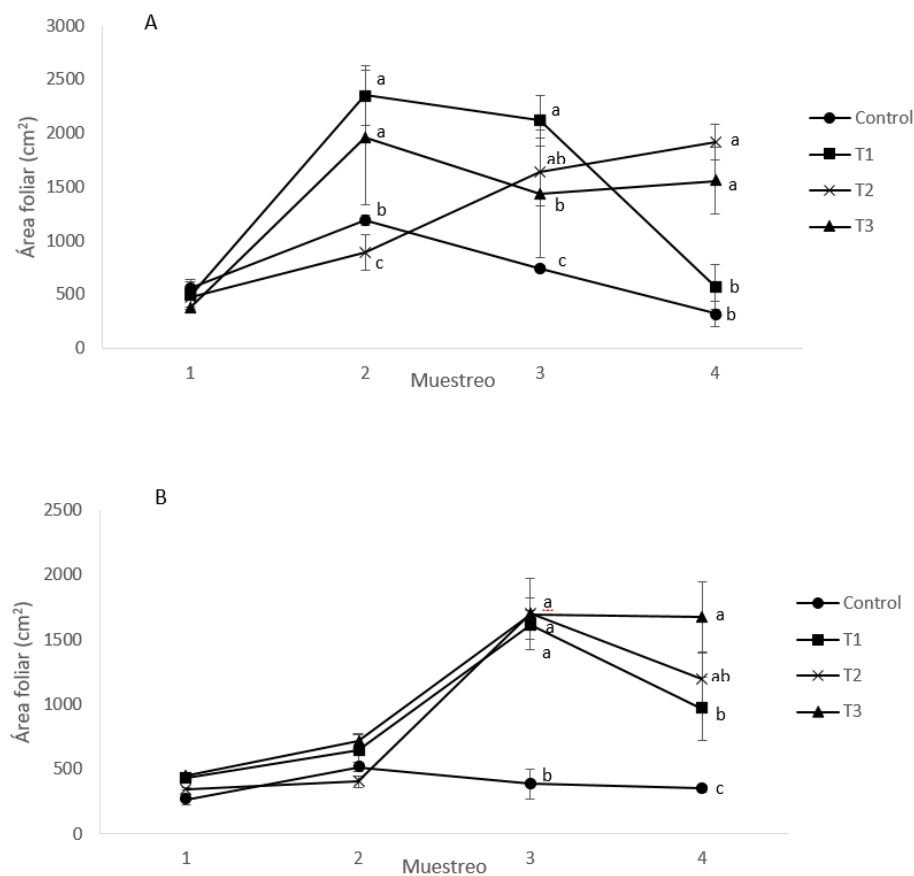 A
3000
2500
2000
1500
1000
500
0
Área foliar (cm²)
a
a
b
c
a
ab
b
c
a
a
b
b
1 2 3 4
Muestreo
Control
T1
T2
T3
B
2500
2000
1500
1000
500
0
Área foliar (cm²)
a
a
a
b
a
ab
b
c
1 2 3 4
Muestreo
Control
T1
T2
T3